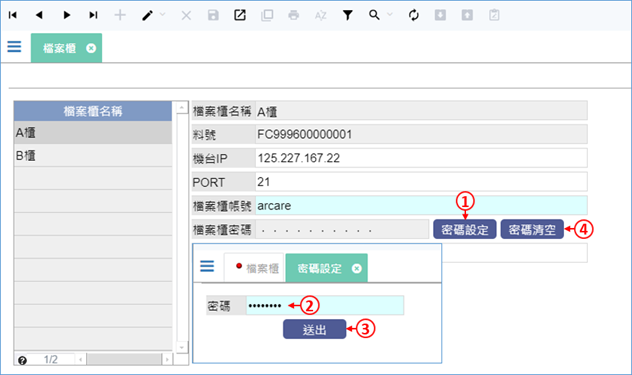 檔案櫃
檔案櫃名稱
A櫃
B櫃
1/2
檔案櫃名稱 A櫃
料號 FC999600000001
機台IP 125.227.167.22
PORT 21
檔案櫃帳號 arcare
①
檔案櫃密碼 ·········· 密碼設定 密碼清空 ④
檔案櫃 密碼設定
密碼 •••••••• ②
送出 ③